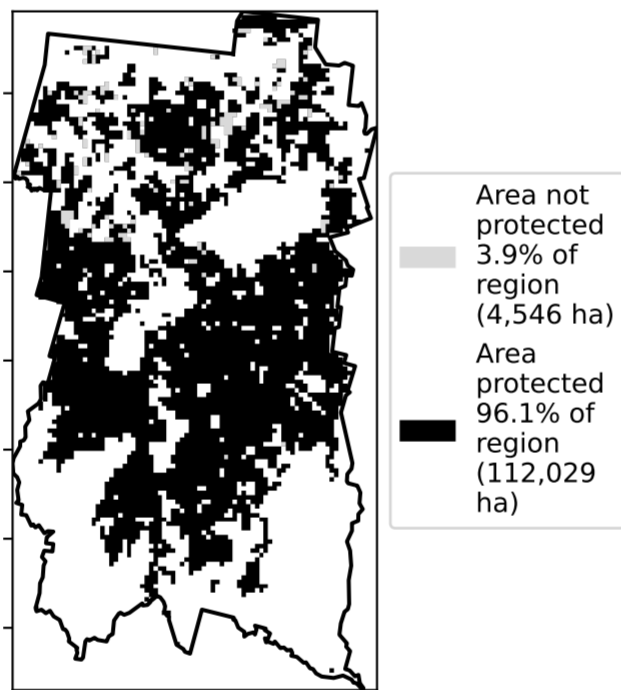 Area not
protected
3.9% of
region
(4,546 ha)
Area
protected
96.1% of
region
(112,029
ha)